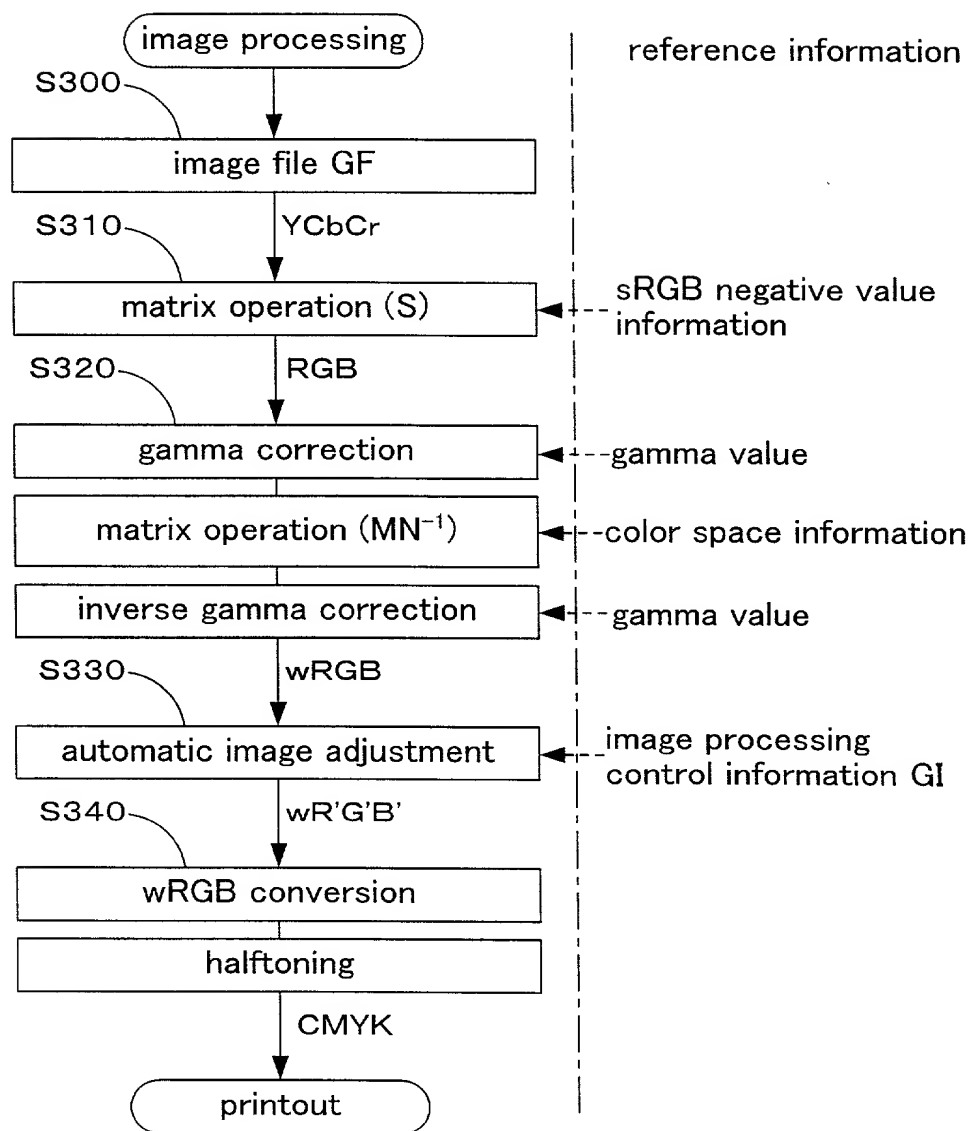 image processing
reference information
S300
image file GF
S310
YCbCr
matrix operation (S)
sRGB negative value
information
S320
RGB
gamma correction
gamma value
matrix operation (MN⁻¹)
color space information
inverse gamma correction
gamma value
S330
wRGB
automatic image adjustment
image processing
control information GI
S340
wR'G'B'
wRGB conversion
halftoning
CMYK
printout